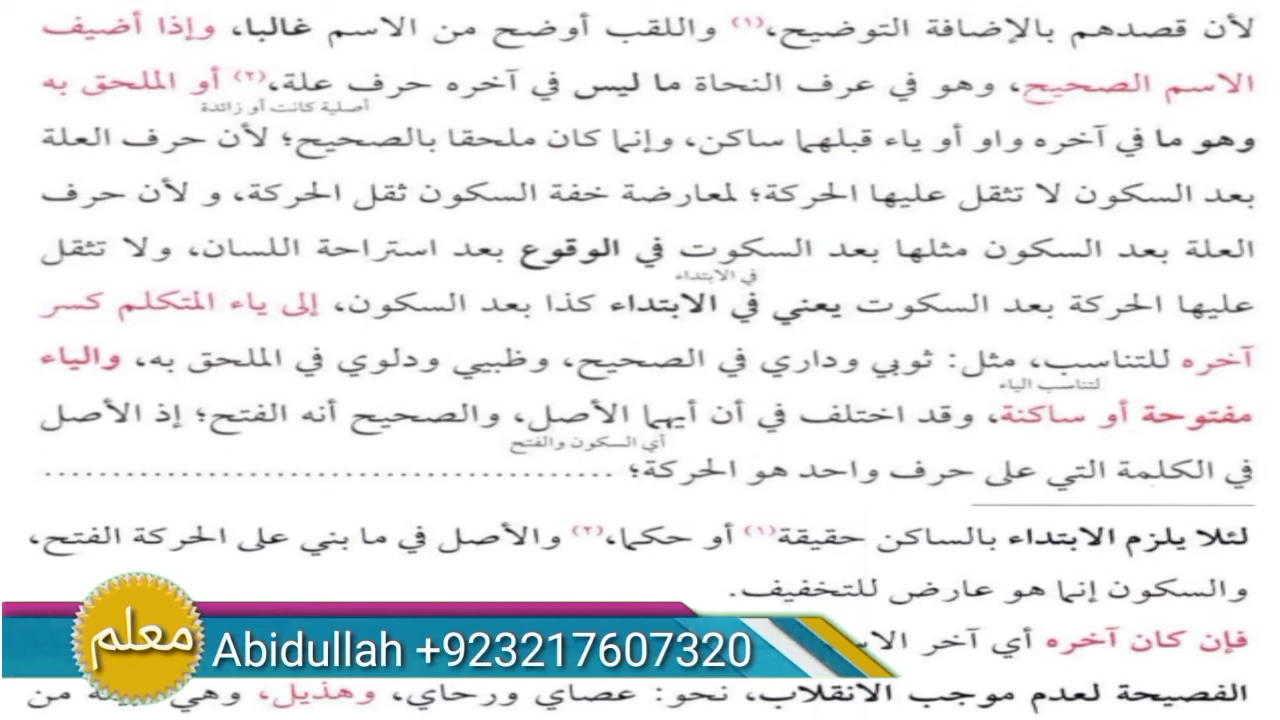 لأن قصدهم بالإضافة التوضيح،(١) واللقب أوضح من الاسم غالبا، وإذا أضيف
الاسم الصحيح، وهو في عرف النحاة ما ليس في آخره حرف علة،(٢) أو الملحق به
أصلية كانت أو زائدة
وهو ما في آخره واو أو ياء قبلهما ساكن، وإنما كان ملحقا بالصحيح؛ لأن حرف العلة
بعد السكون لا تثقل عليها الحركة؛ لمعارضة خفة السكون ثقل الحركة، و لأن حرف
العلة بعد السكون مثلها بعد السكوت في الوقوع بعد استراحة اللسان، ولا تثقل
في الابتداء
عليها الحركة بعد السكوت يعني في الابتداء كذا بعد السكون، إلى ياء المتكلم كسر
آخره للتناسب، مثل: ثوبي وداري في الصحيح، وظبيي ودلوي في الملحق به، والياء
لتناسب الياء
مفتوحة أو ساكنة، وقد اختلف في أن أيهما الأصل، والصحيح أنه الفتح؛ إذ الأصل
أي السكون والفتح
في الكلمة التي على حرف واحد هو الحركة؛ ........................................
لئلا يلزم الابتداء بالساكن حقيقة(١) أو حكما،(٢) والأصل في ما بني على الحركة الفتح،
والسكون إنما هو عارض للتخفيف.
فإن كان آخره أي آخر
معلم Abidullah +923217607320
الفصيحة لعدم موجب الانقلاب، نحو: عصاي ورحاي، وهذيل، وهي من